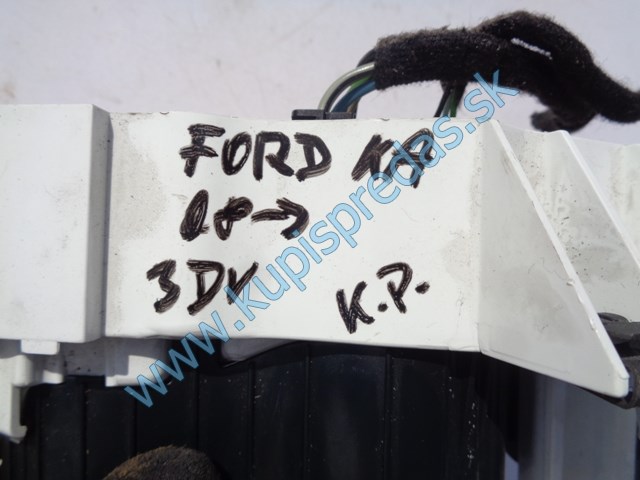 FORD KA
08→
3DV
K.P.
www.kupispredas.sk